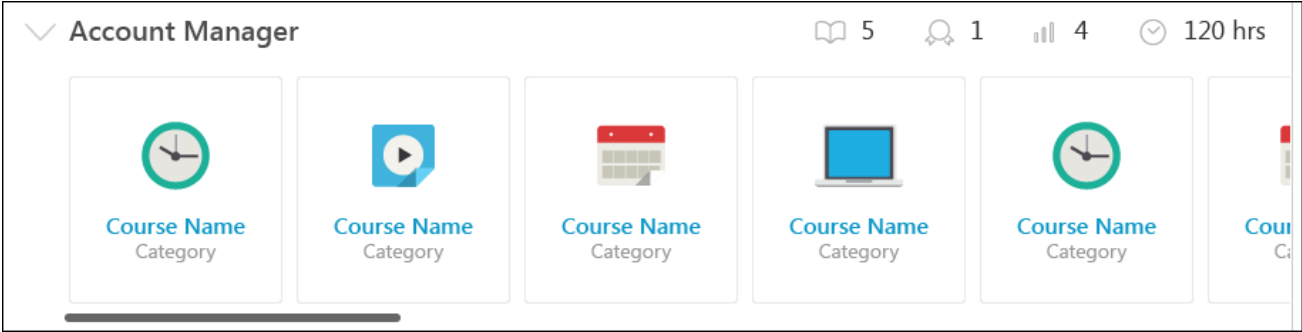 Account Manager 5 1 4 120 hrs
Course Name Course Name Course Name Course Name Course Name
Category Category Category Category Category